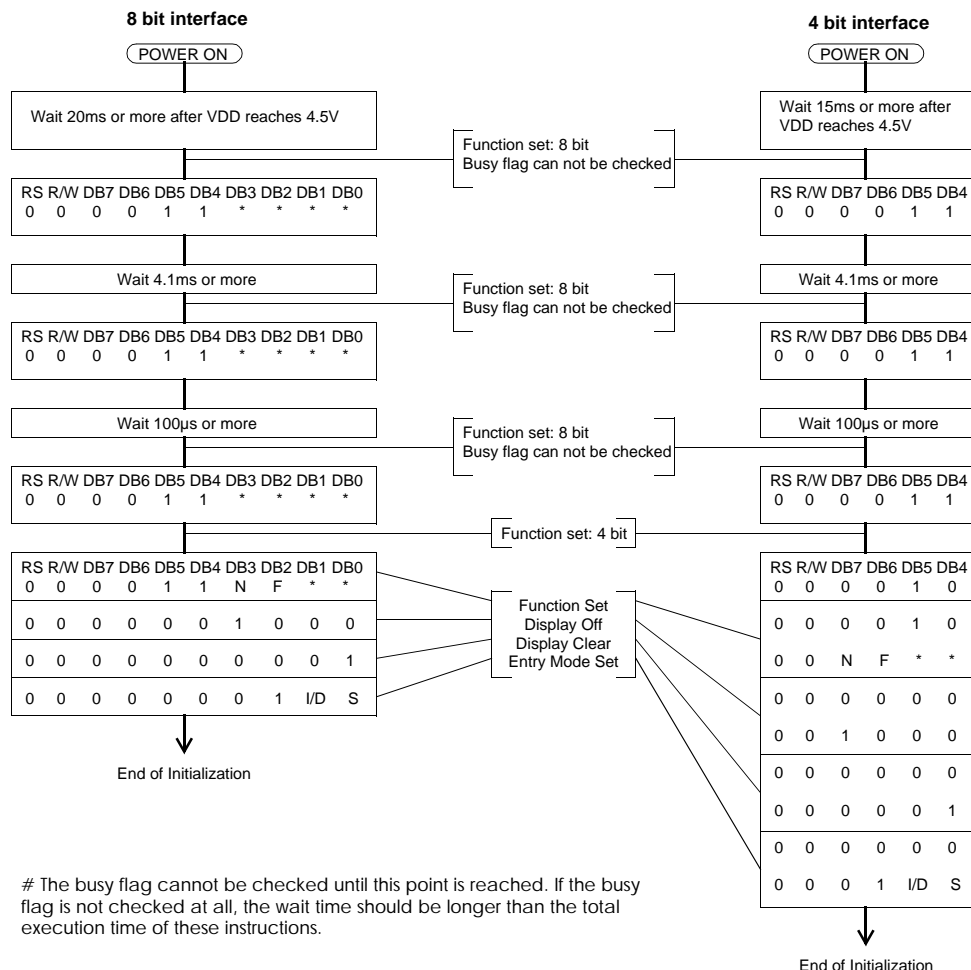 8 bit interface
POWER ON
Wait 20ms or more after VDD reaches 4.5V
RS R/W DB7 DB6 DB5 DB4 DB3 DB2 DB1 DB0
0 0 0 0 1 1 * * * *
Wait 4.1ms or more
RS R/W DB7 DB6 DB5 DB4 DB3 DB2 DB1 DB0
0 0 0 0 1 1 * * * *
Wait 100µs or more
RS R/W DB7 DB6 DB5 DB4 DB3 DB2 DB1 DB0
0 0 0 0 1 1 * * * *
RS R/W DB7 DB6 DB5 DB4 DB3 DB2 DB1 DB0
0 0 0 0 1 1 N F * *
0 0 0 0 0 0 1 0 0 0
0 0 0 0 0 0 0 0 0 1
0 0 0 0 0 0 0 1 I/D S
End of Initialization
Function set: 8 bit
Busy flag can not be checked
Function set: 8 bit
Busy flag can not be checked
Function set: 8 bit
Busy flag can not be checked
Function set: 4 bit
Function Set
Display Off
Display Clear
Entry Mode Set
4 bit interface
POWER ON
Wait 15ms or more after
VDD reaches 4.5V
RS R/W DB7 DB6 DB5 DB4
0 0 0 0 1 1
Wait 4.1ms or more
RS R/W DB7 DB6 DB5 DB4
0 0 0 0 1 1
Wait 100µs or more
RS R/W DB7 DB6 DB5 DB4
0 0 0 0 1 1
RS R/W DB7 DB6 DB5 DB4
0 0 0 0 1 0
0 0 0 0 1 0
0 0 N F * *
0 0 0 0 0 0
0 0 1 0 0 0
0 0 0 0 0 0
0 0 0 0 0 1
0 0 0 0 0 0
0 0 0 1 I/D S
End of Initialization
# The busy flag cannot be checked until this point is reached. If the busy
flag is not checked at all, the wait time should be longer than the total
execution time of these instructions.